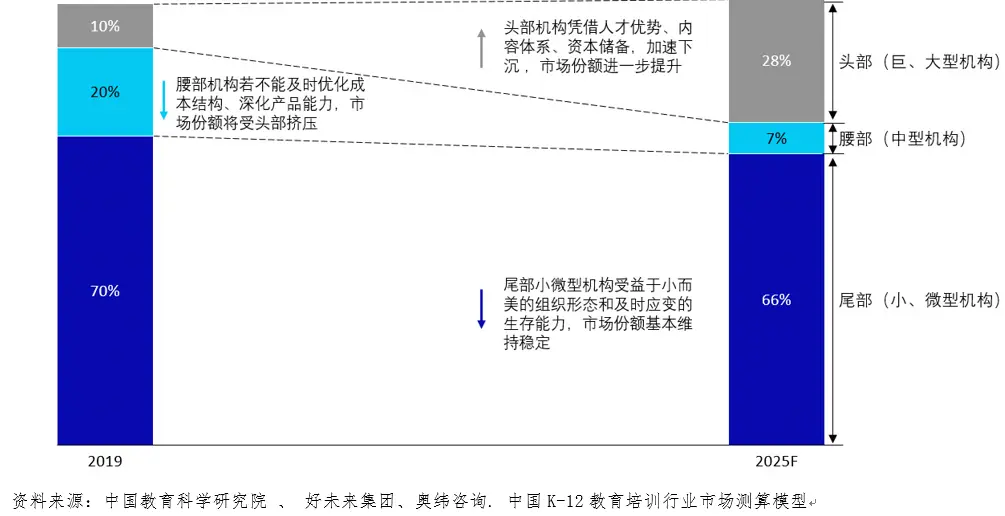 10%
头部机构凭借人才优势、内
容体系、资本储备，加速下
沉，市场份额进一步提升
28%
头部（巨、大型机构）
20%
腰部机构若不能及时优化成
本结构、深化产品能力，市
场份额将受头部挤压
7%
腰部（中型机构）
70%
尾部小微型机构受益于小而
美的组织形态和及时应变的
生存能力，市场份额基本维
持稳定
66%
尾部（小、微型机构）
2019
2025F
资料来源：中国教育科学研究院 、 好未来集团、奥纬咨询. 中国 K-12 教育培训行业市场测算模型